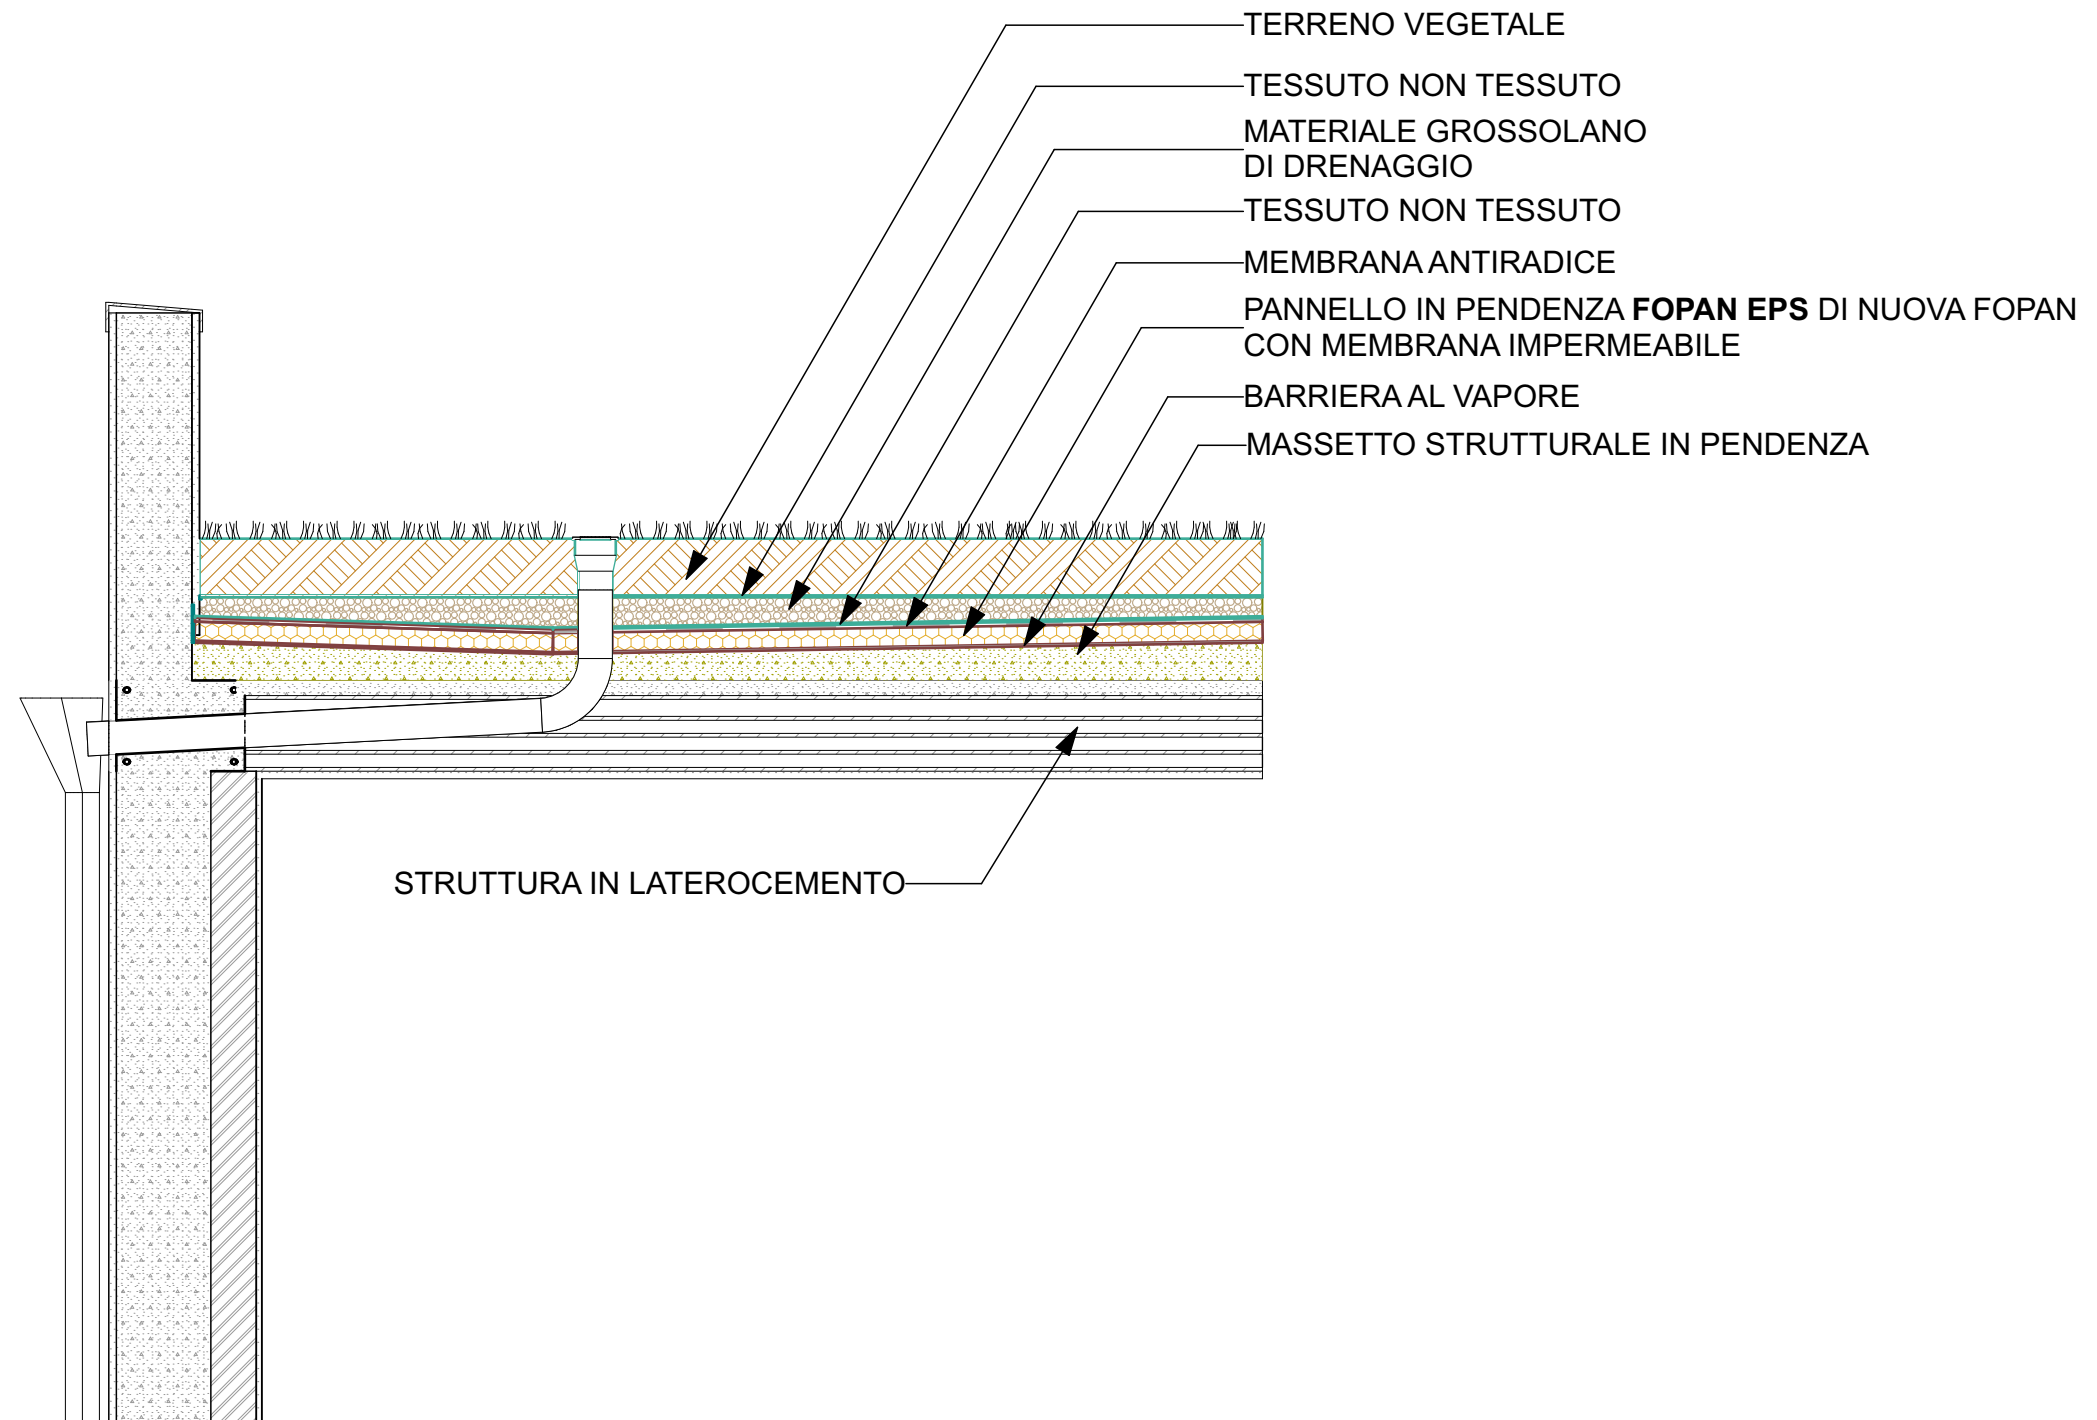 TERRENO VEGETALE
TESSUTO NON TESSUTO
MATERIALE GROSSOLANO
DI DRENAGGIO
TESSUTO NON TESSUTO
MEMBRANA ANTIRADICE
PANNELLO IN PENDENZA FOPAN EPS DI NUOVA FOPAN
CON MEMBRANA IMPERMEABILE
BARRIERA AL VAPORE
MASSETTO STRUTTURALE IN PENDENZA
STRUTTURA IN LATEROCEMENTO